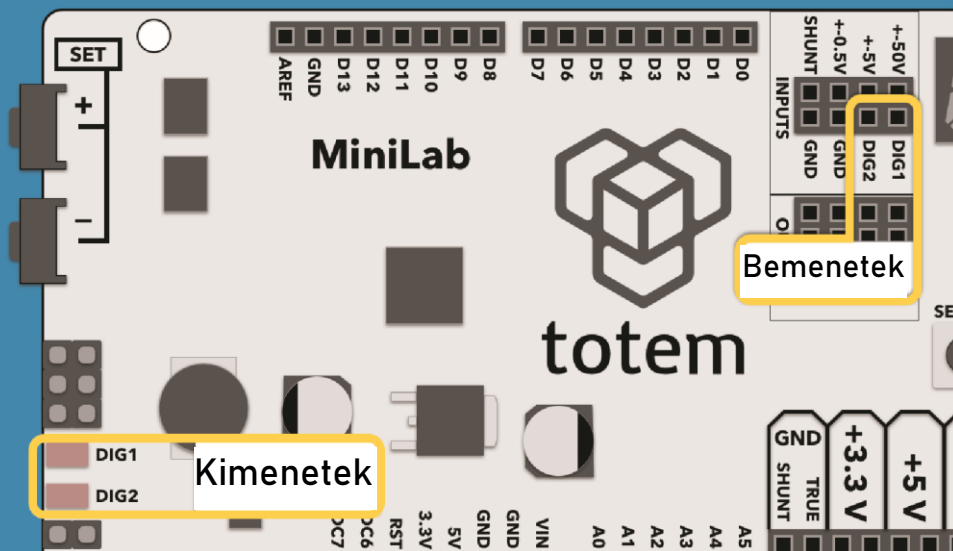 SET
+
−
AREF
GND
D13
D12
D11
D10
D9
D8
D7
D6
D5
D4
D3
D2
D1
D0
SHUNT
+-0.5V
+-5V
+-50V
INPUTS
GND
GND
DIG2
DIG1
MiniLab
Bemenetek
totem
DIG1
DIG2
Kimenetek
GND
SHUNT
TRUE
+3.3 V
+5 V
RST
3.3V
5V
GND
GND
VIN
A0
A1
A2
A3
A4
A5